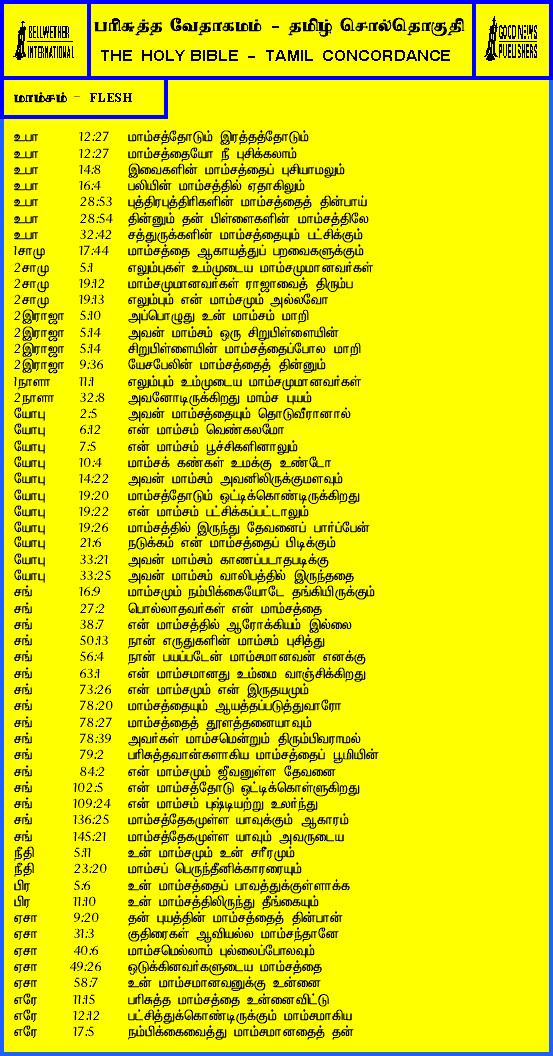 BELLWETHER
INTERNATIONAL
பரிசுத்த வேதாகமம் - தமிழ் சொல்தொகுதி
THE HOLY BIBLE - TAMIL CONCORDANCE
GOOD NEWS
PUBLISHERS
மாம்சம் - FLESH
உபா 12:27 மாம்சத்தோடும் இரத்தத்தோடும்
உபா 12:27 மாம்சத்தையோ நீ புசிக்கலாம்
உபா 14:8 இவைகளின் மாம்சத்தைப் புசியாமலும்
உபா 16:4 பலியின் மாம்சத்தில் ஏதாகிலும்
உபா 28:53 புத்திரபுத்திரிகளின் மாம்சத்தைத் தின்பாய்
உபா 28:54 தின்னும் தன் பிள்ளைகளின் மாம்சத்திலே
உபா 32:42 சத்துருக்களின் மாம்சத்தையும் பட்சிக்கும்
1சாமு 17:44 மாம்சத்தை ஆகாயத்துப் பறவைகளுக்கும்
2சாமு 5:1 எலும்புகள் உம்முடைய மாம்சமுமானவர்கள்
2சாமு 19:12 மாம்சமுமானவர்கள் ராஜாவைத் திரும்ப
2சாமு 19:13 எலும்பும் என் மாம்சமும் அல்லவோ
2இராஜா 5:10 அப்பொழுது உன் மாம்சம் மாறி
2இராஜா 5:14 அவன் மாம்சம் ஒரு சிறுபிள்ளையின்
2இராஜா 5:14 சிறுபிள்ளையின் மாம்சத்தைப்போல மாறி
2இராஜா 9:36 யேசபேலின் மாம்சத்தைத் தின்னும்
1நாளா 11:1 எலும்பும் உம்முடைய மாம்சமுமானவர்கள்
2நாளா 32:8 அவனோடிருக்கிறது மாம்ச புயம்
யோபு 2:5 அவன் மாம்சத்தையும் தொடுவீரானால்
யோபு 6:12 என் மாம்சம் வெண்கலமோ
யோபு 7:5 என் மாம்சம் பூச்சிகளினாலும்
யோபு 10:4 மாம்சக் கண்கள் உமக்கு உண்டோ
யோபு 14:22 அவன் மாம்சம் அவனிலிருக்குமளவும்
யோபு 19:20 மாம்சத்தோடும் ஒட்டிக்கொண்டிருக்கிறது
யோபு 19:22 என் மாம்சம் பட்சிக்கப்பட்டாலும்
யோபு 19:26 மாம்சத்தில் இருந்து தேவனைப் பார்ப்பேன்
யோபு 21:6 நடுக்கம் என் மாம்சத்தைப் பிடிக்கும்
யோபு 33:21 அவன் மாம்சம் காணப்படாதபடிக்கு
யோபு 33:25 அவன் மாம்சம் வாலிபத்தில் இருந்ததை
சங் 16:9 மாம்சமும் நம்பிக்கையோடே தங்கியிருக்கும்
சங் 27:2 பொல்லாதவர்கள் என் மாம்சத்தை
சங் 38:7 என் மாம்சத்தில் ஆரோக்கியம் இல்லை
சங் 50:13 நான் எருதுகளின் மாம்சம் புசித்து
சங் 56:4 நான் பயப்படேன் மாம்சமானவன் எனக்கு
சங் 63:1 என் மாம்சமானது உம்மை வாஞ்சிக்கிறது
சங் 73:26 என் மாம்சமும் என் இருதயமும்
சங் 78:20 மாம்சத்தையும் ஆயத்தப்படுத்துவாரோ
சங் 78:27 மாம்சத்தைத் தூளத்தனையாவும்
சங் 78:39 அவர்கள் மாம்சமென்றும் திரும்பிவராமல்
சங் 79:2 பரிசுத்தவான்களாகிய மாம்சத்தைப் பூமியின்
சங் 84:2 என் மாம்சமும் ஜீவனுள்ள தேவனை
சங் 102:5 என் மாம்சத்தோடு ஒட்டிக்கொள்ளுகிறது
சங் 109:24 என் மாம்சம் புஷ்டியற்று உலர்ந்து
சங் 136:25 மாம்சத்தேகமுள்ள யாவுக்கும் ஆகாரம்
சங் 145:21 மாம்சத்தேகமுள்ள யாவும் அவருடைய
நீதி 5:11 உன் மாம்சமும் உன் சரீரமும்
நீதி 23:20 மாம்சப் பெருந்தீனிக்காரரையும்
பிர 5:6 உன் மாம்சத்தைப் பாவத்துக்குள்ளாக்க
பிர 11:10 உன் மாம்சத்திலிருந்து தீங்கையும்
ஏசா 9:20 தன் புயத்தின் மாம்சத்தைத் தின்பான்
ஏசா 31:3 குதிரைகள் ஆவியல்ல மாம்சந்தானே
ஏசா 40:6 மாம்சமெல்லாம் புல்லைப்போலவும்
ஏசா 49:26 ஒடுக்கினவர்களுடைய மாம்சத்தை
ஏசா 58:7 உன் மாம்சமானவனுக்கு உன்னை
எரே 11:15 பரிசுத்த மாம்சத்தை உன்னைவிட்டு
எரே 12:12 பட்சித்துக்கொண்டிருக்கும் மாம்சமாகிய
எரே 17:5 நம்பிக்கைவைத்து மாம்சமானதைத் தன்